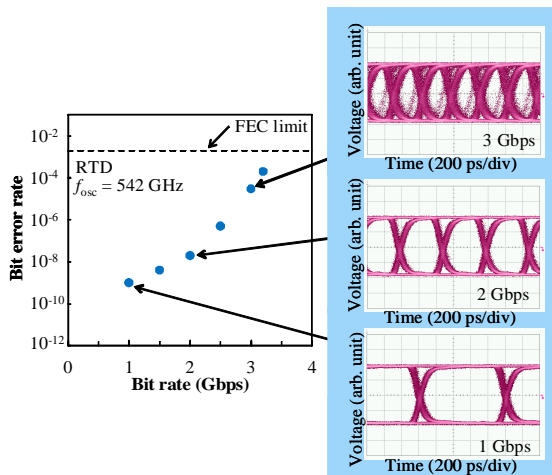 Bit error rate
10-2
10-4
10-6
10-8
10-10
10-12
FEC limit
RTD
fosc = 542 GHz
0
1
2
3
4
Bit rate (Gbps)
Voltage (arb. unit)
3 Gbps
Time (200 ps/div)
Voltage (arb. unit)
2 Gbps
Time (200 ps/div)
Voltage (arb. unit)
1 Gbps
Time (200 ps/div)